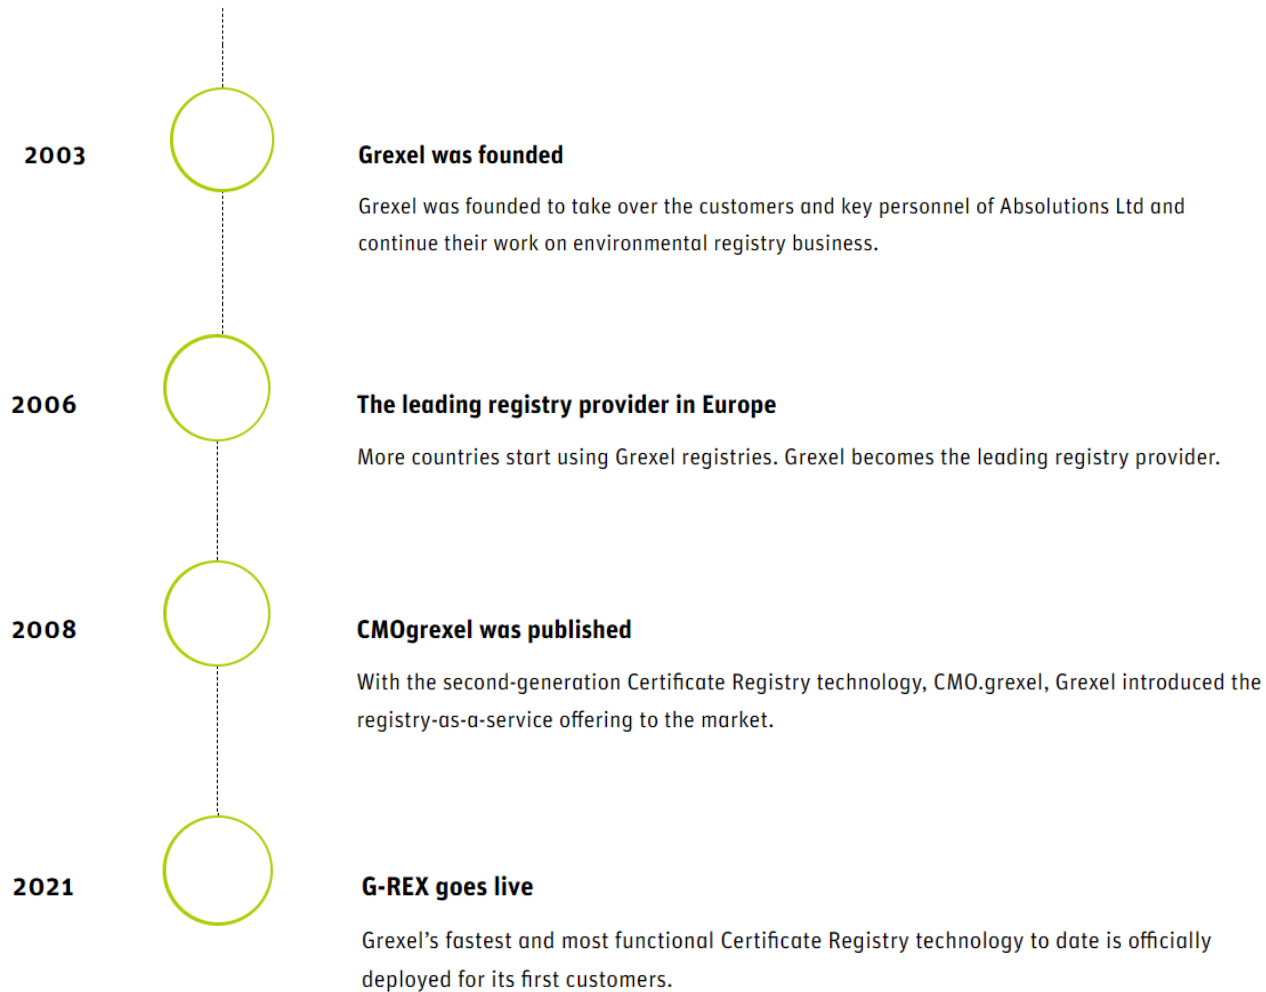 2003
Grexel was founded
Grexel was founded to take over the customers and key personnel of Absolutions Ltd and
continue their work on environmental registry business.
2006
The leading registry provider in Europe
More countries start using Grexel registries. Grexel becomes the leading registry provider.
2008
CMOgrexel was published
With the second-generation Certificate Registry technology, CMO.grexel, Grexel introduced the
registry-as-a-service offering to the market.
2021
G-REX goes live
Grexel’s fastest and most functional Certificate Registry technology to date is officially
deployed for its first customers.